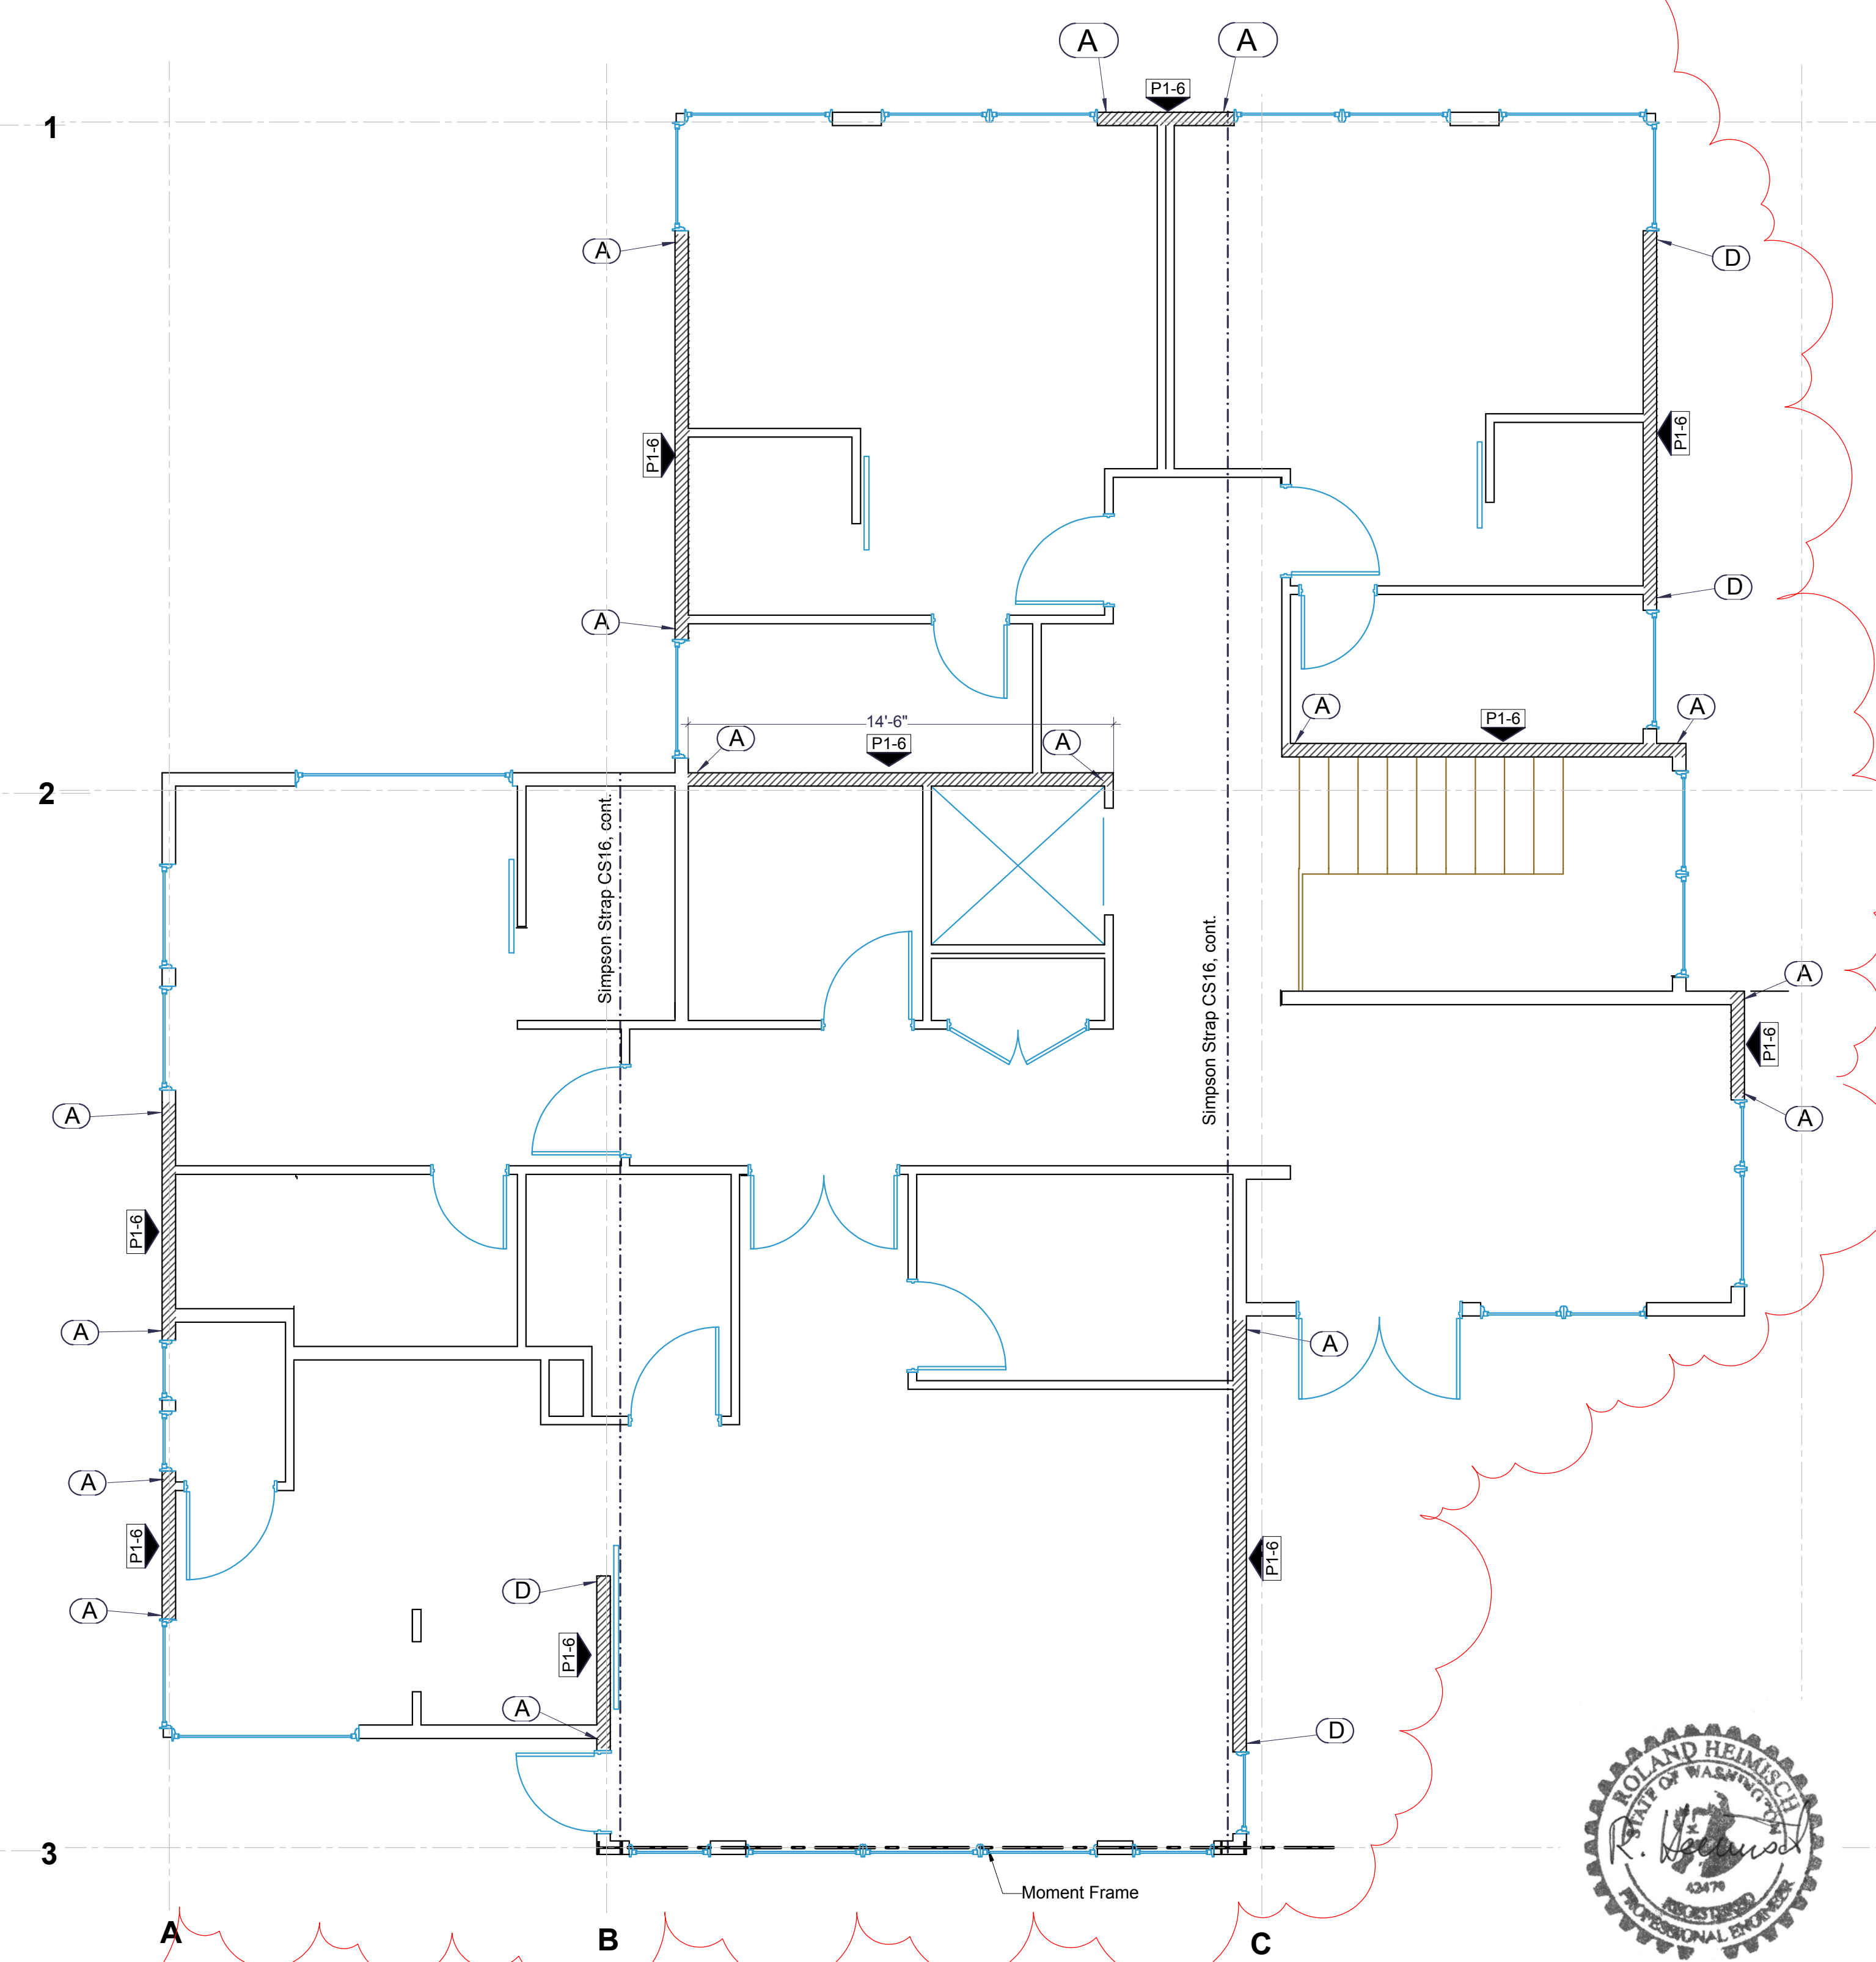 A
A
P1-6
1
A
D
P1-6
P1-6
A
D
A
P1-6
A
14'-6"
A
P1-6
A
2
Simpson Strap CS16, cont.
Simpson Strap CS16, cont.
A
P1-6
A
A
P1-6
A
A
A
P1-6
P1-6
D
A
P1-6
A
D
3
Moment Frame
A
B
C
ROLAND HEIMISCH
STATE OF WASHINGTON
R. Heimisch
42470
REGISTERED
PROFESSIONAL ENGINEER